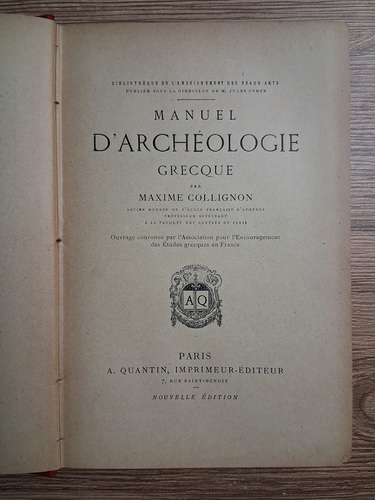 BIBLIOTHÈQUE DE L'ENSEIGNEMENT DES BEAUX-ARTS
PUBLIÉE SOUS LA DIRECTION DE M. JULES COMTE
MANUEL
D'ARCHÉOLOGIE
GRECQUE
PAR
MAXIME COLLIGNON
ANCIEN MEMBRE DE L'ÉCOLE FRANÇAISE D'ATHÈNES
PROFESSEUR SUPPLÉANT
A LA FACULTÉ DES LETTRES DE PARIS
Ouvrage couronné par l'Association pour l'Encouragement
des Études grecques en France
A Q
PARIS
A. QUANTIN, IMPRIMEUR-ÉDITEUR
7, RUE SAINT-BENOIT
NOUVELLE ÉDITION